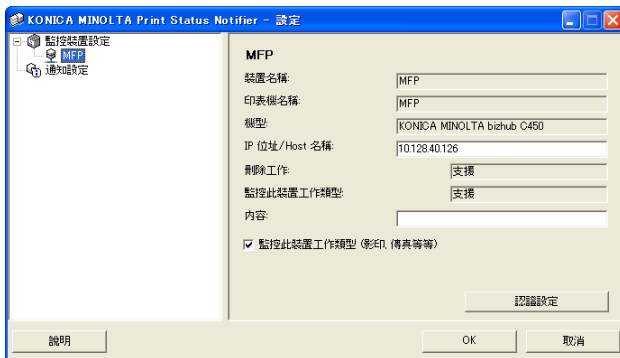 KONICA MINOLTA Print Status Notifier - 設定
監控裝置設定
MFP
通知設定
MFP
裝置名稱: MFP
印表機名稱: MFP
機型: KONICA MINOLTA bizhub C450
IP 位址/Host 名稱: 10.128.40.126
刪除工作: 支援
監控此裝置工作類型: 支援
內容:
監控此裝置工作類型 (影印, 傳真等等)
認證設定
說明 OK 取消